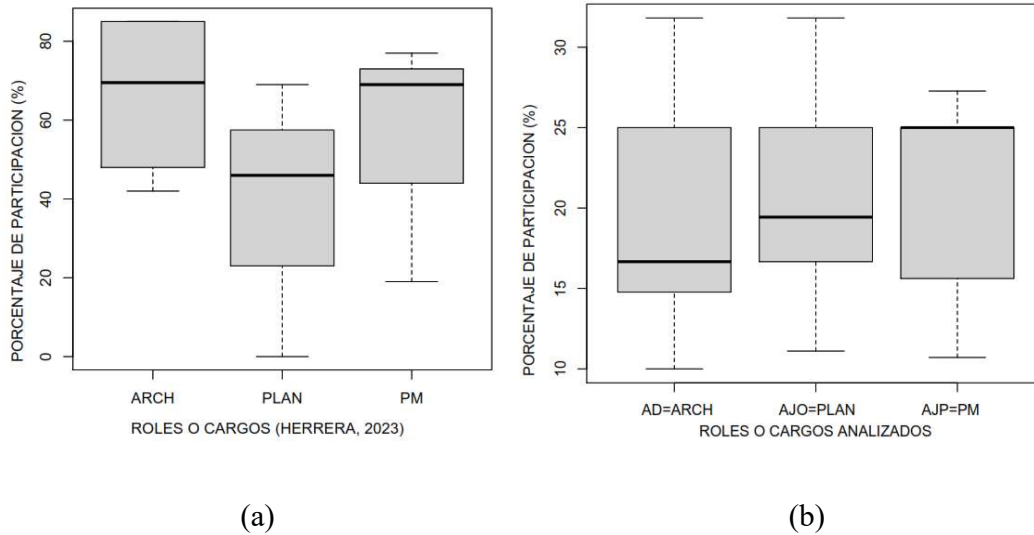 PORCENTAJE DE PARTICIPACION (%)
80
60
40
20
0
ARCH PLAN PM
ROLES O CARGOS (HERRERA, 2023)
(a)
PORCENTAJE DE PARTICIPACION (%)
30
25
20
15
10
AD=ARCH AJO=PLAN AJP=PM
ROLES O CARGOS ANALIZADOS
(b)